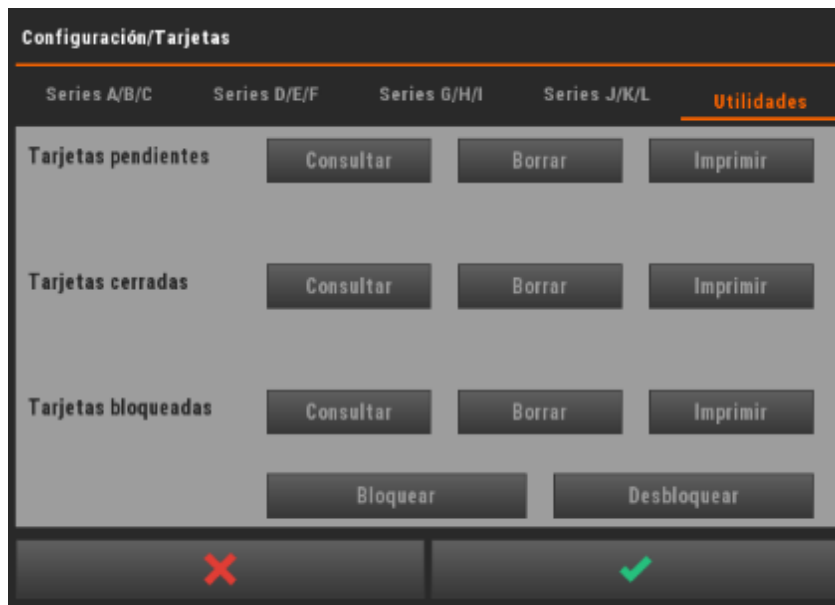 Configuración/Tarjetas
Series A/B/C Series D/E/F Series G/H/I Series J/K/L Utilidades
Tarjetas pendientes Consultar Borrar Imprimir
Tarjetas cerradas Consultar Borrar Imprimir
Tarjetas bloqueadas Consultar Borrar Imprimir
Bloquear Desbloquear